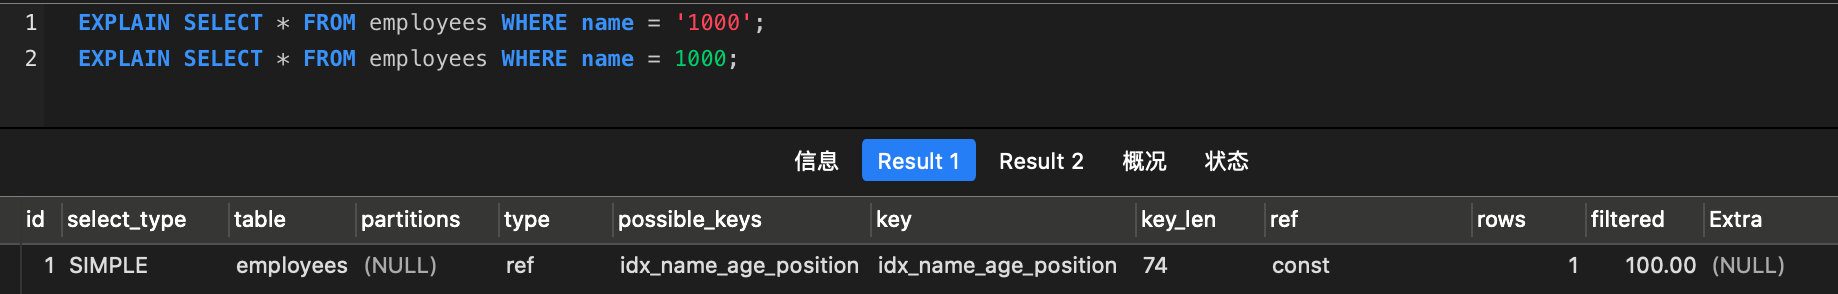 1 EXPLAIN SELECT * FROM employees WHERE name = '1000';
2 EXPLAIN SELECT * FROM employees WHERE name = 1000;
信息 Result 1 Result 2 概况 状态
id select_type table partitions type possible_keys key key_len ref rows filtered Extra
1 SIMPLE employees (NULL) ref idx_name_age_position idx_name_age_position 74 const 1 100.00 (NULL)